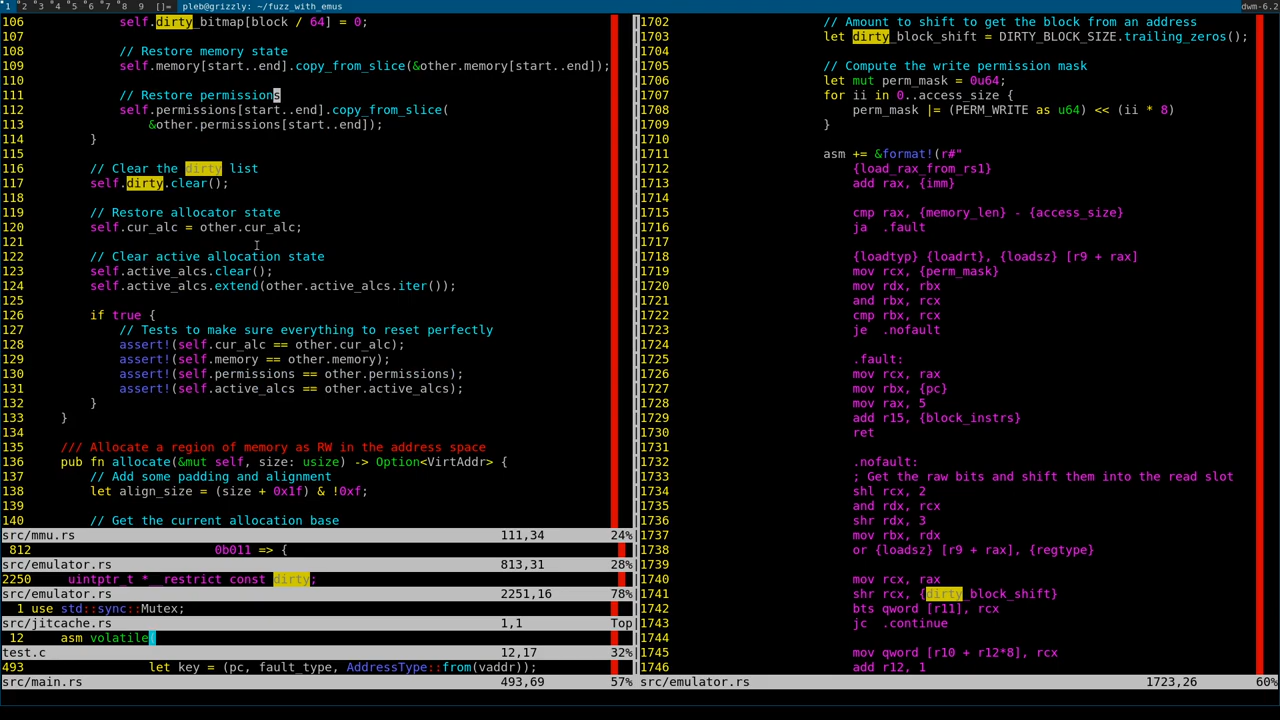 1 2 3 4 5 6 7 8 9 []= pleb@grizzly: ~/fuzz_with_emus dwm-6.2
106 self.dirty_bitmap[block / 64] = 0;
107
108 // Restore memory state
109 self.memory[start..end].copy_from_slice(&other.memory[start..end]);
110
111 // Restore permissions
112 self.permissions[start..end].copy_from_slice(
113 &other.permissions[start..end]);
114 }
115
116 // Clear the dirty list
117 self.dirty.clear();
118
119 // Restore allocator state
120 self.cur_alc = other.cur_alc;
121
122 // Clear active allocation state
123 self.active_alcs.clear();
124 self.active_alcs.extend(other.active_alcs.iter());
125
126 if true {
127 // Tests to make sure everything to reset perfectly
128 assert!(self.cur_alc == other.cur_alc);
129 assert!(self.memory == other.memory);
130 assert!(self.permissions == other.permissions);
131 assert!(self.active_alcs == other.active_alcs);
132 }
133 }
134
135 /// Allocate a region of memory as RW in the address space
136 pub fn allocate(&mut self, size: usize) -> Option<VirtAddr> {
137 // Add some padding and alignment
138 let align_size = (size + 0x1f) & !0xf;
139
140 // Get the current allocation base
src/mmu.rs 111,34 24%
812 0b011 => {
src/emulator.rs 813,31 28%
2250 uintptr_t *__restrict const dirty;
src/emulator.rs 2251,16 78%
1 use std::sync::Mutex;
src/jitcache.rs 1,1 Top
12 asm volatile(
test.c 12,17 32%
493 let key = (pc, fault_type, AddressType::from(vaddr));
src/main.rs 493,69 57%
1702 // Amount to shift to get the block from an address
1703 let dirty_block_shift = DIRTY_BLOCK_SIZE.trailing_zeros();
1704
1705 // Compute the write permission mask
1706 let mut perm_mask = 0u64;
1707 for ii in 0..access_size {
1708 perm_mask |= (PERM_WRITE as u64) << (ii * 8)
1709 }
1710
1711 asm += &format!(r#"
1712 {load_rax_from_rs1}
1713 add rax, {imm}
1714
1715 cmp rax, {memory_len} - {access_size}
1716 ja .fault
1717
1718 {loadtyp} {loadrt}, {loadsz} [r9 + rax]
1719 mov rcx, {perm_mask}
1720 mov rdx, rbx
1721 and rbx, rcx
1722 cmp rbx, rcx
1723 je .nofault
1724
1725 .fault:
1726 mov rcx, rax
1727 mov rbx, {pc}
1728 mov rax, 5
1729 add r15, {block_instrs}
1730 ret
1731
1732 .nofault:
1733 ; Get the raw bits and shift them into the read slot
1734 shl rcx, 2
1735 and rdx, rcx
1736 shr rdx, 3
1737 mov rbx, rdx
1738 or {loadsz} [r9 + rax], {regtype}
1739
1740 mov rcx, rax
1741 shr rcx, {dirty_block_shift}
1742 bts qword [r11], rcx
1743 jc .continue
1744
1745 mov qword [r10 + r12*8], rcx
1746 add r12, 1
src/emulator.rs 1723,26 60%